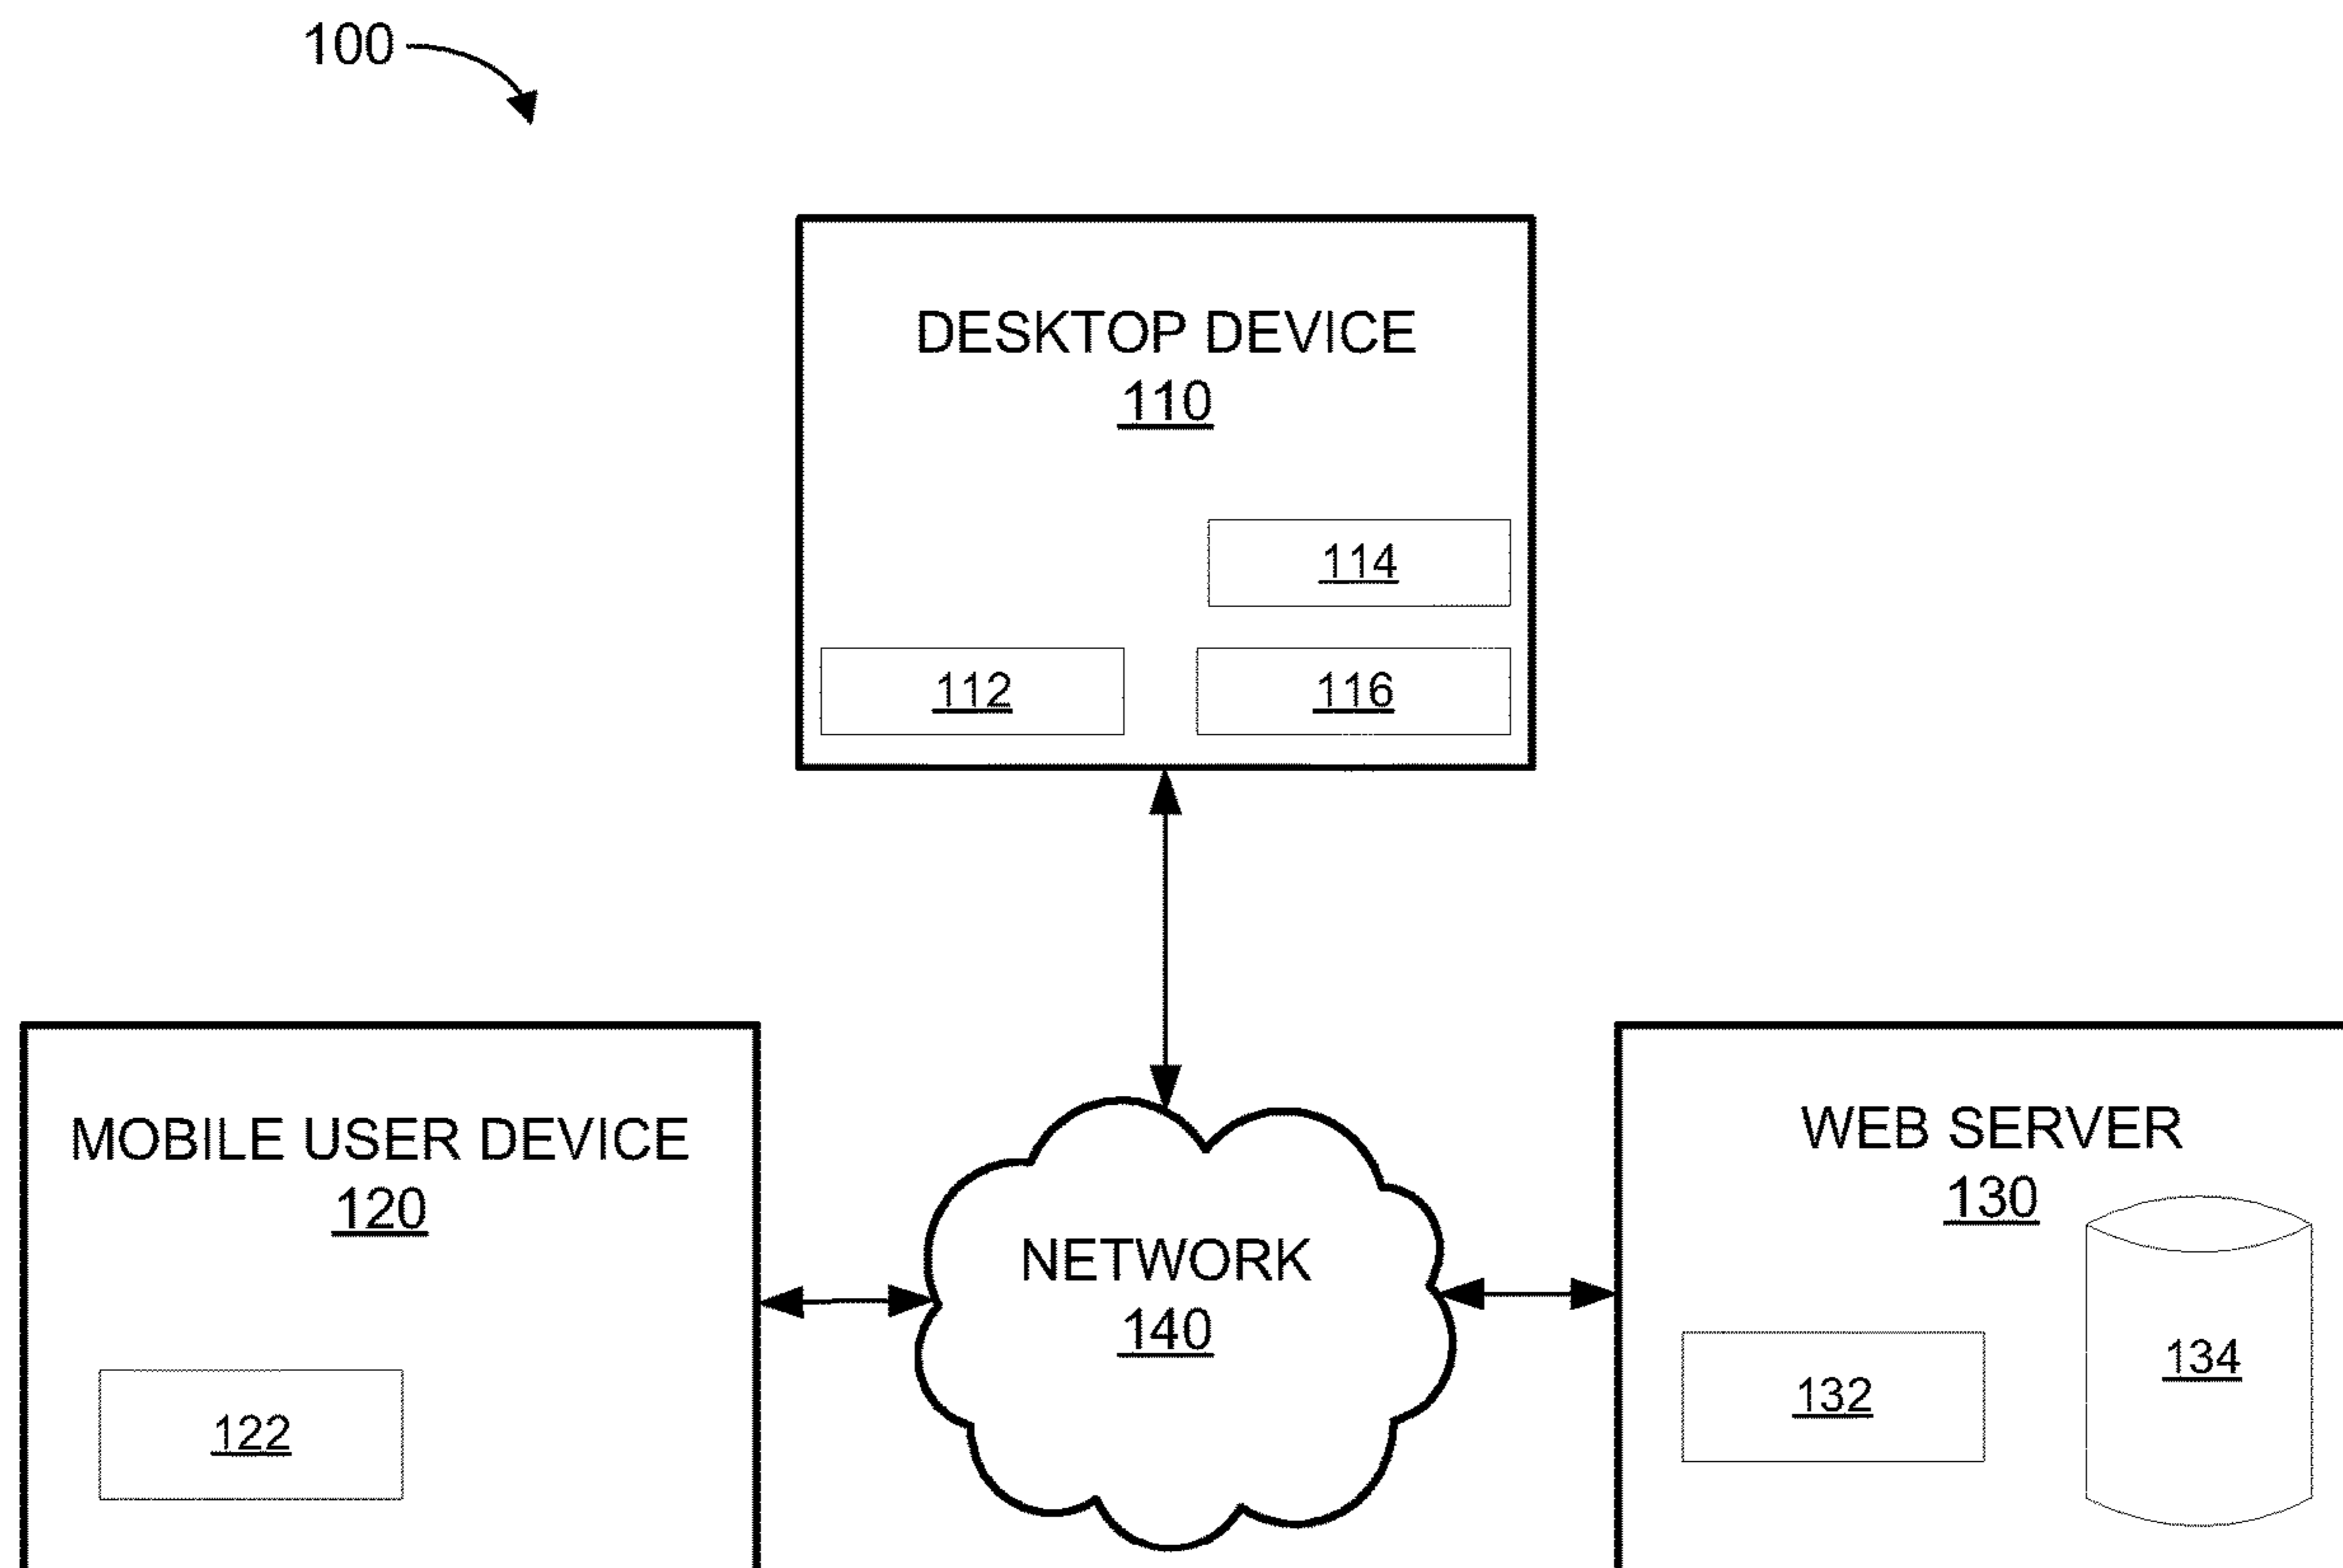 100
DESKTOP DEVICE
110
114
112
116
MOBILE USER DEVICE
120
122
NETWORK
140
WEB SERVER
130
132
134